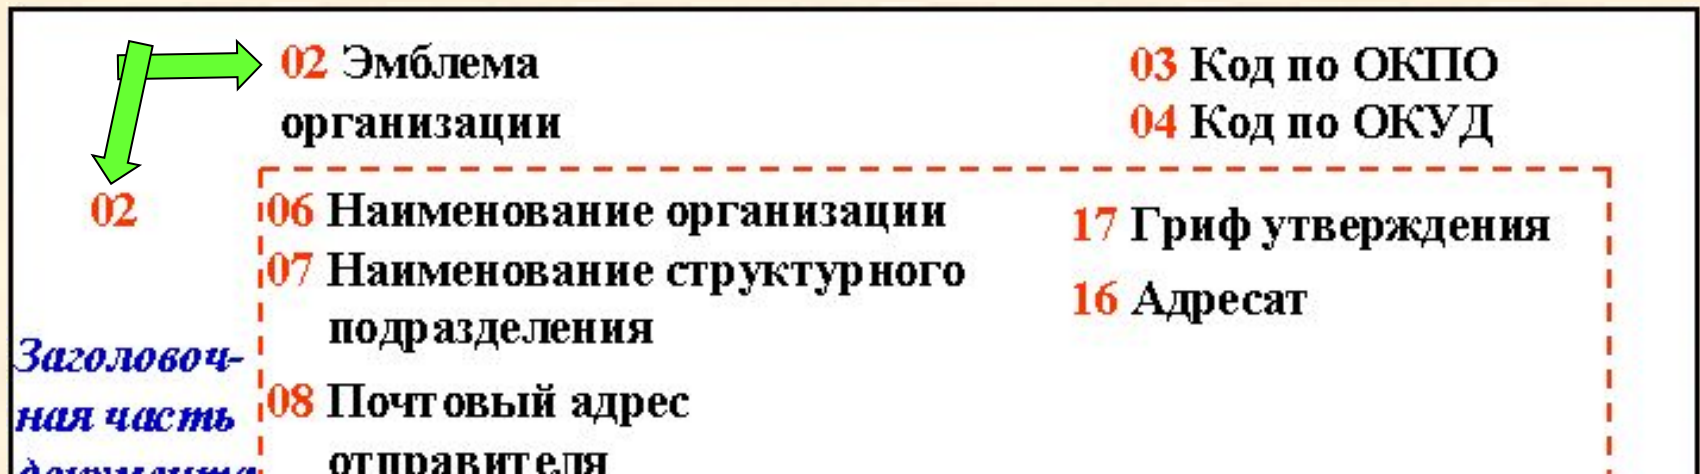 02 Эмблема
организации
03 Код по ОКПО
04 Код по ОКУД
02
06 Наименование организации
07 Наименование структурного
подразделения
08 Почтовый адрес
отправителя
17 Гриф утверждения
16 Адресат
Заголовоч-
ная часть
документа